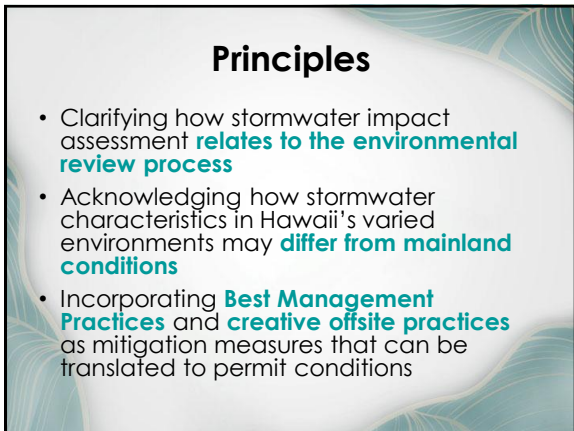 Principles
• Clarifying how stormwater impact
assessment relates to the environmental
review process
• Acknowledging how stormwater
characteristics in Hawaii's varied
environments may differ from mainland
conditions
• Incorporating Best Management
Practices and creative offsite practices
as mitigation measures that can be
translated to permit conditions